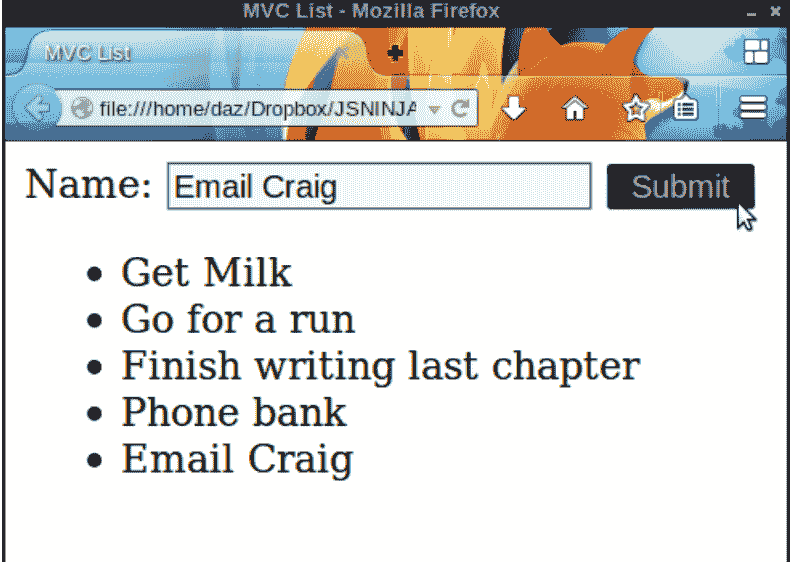 MVC List - Mozilla Firefox
MVC List
file:///home/daz/Dropbox/JSNINJA
Name: Email Craig Submit
Get Milk
Go for a run
Finish writing last chapter
Phone bank
Email Craig